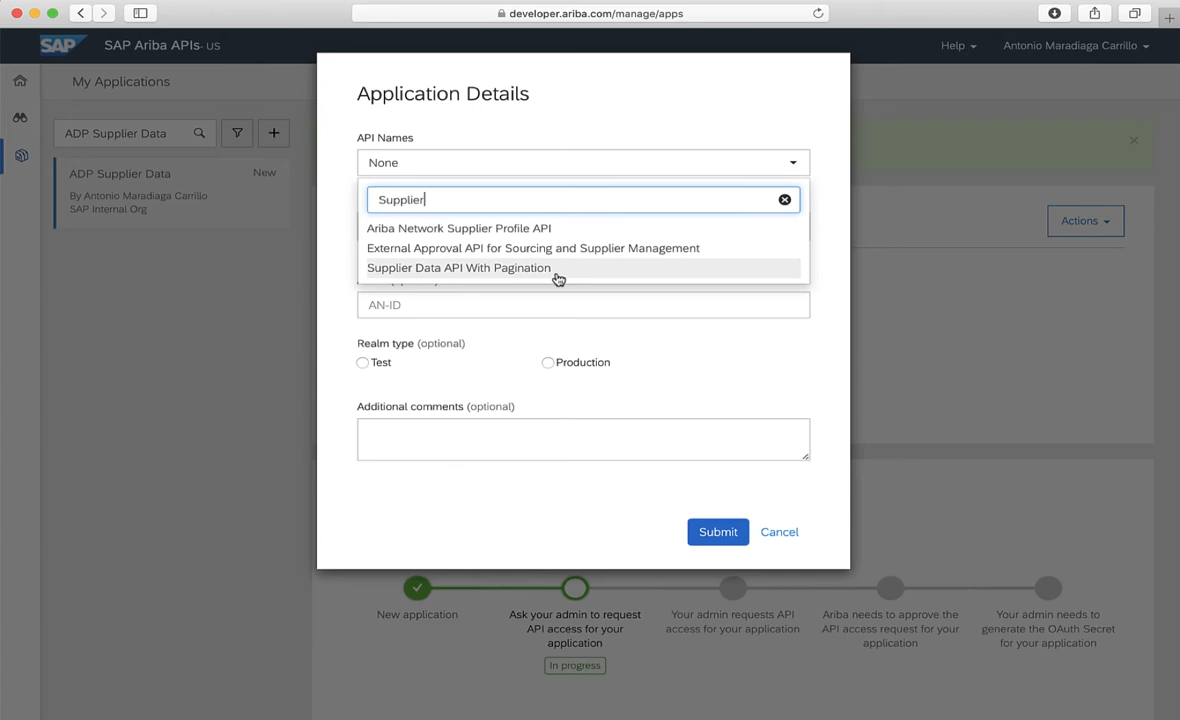 developer.ariba.com/manage/apps
SAP
SAP Ariba APIs- US
Help
Antonio Maradiaga Carrillo
My Applications
ADP Supplier Data
ADP Supplier Data
New
By Antonio Maradiaga Carrillo
SAP Internal Org
Actions
Application Details
API Names
None
Supplier
Ariba Network Supplier Profile API
External Approval API for Sourcing and Supplier Management
Supplier Data API With Pagination
AN-ID
Realm type (optional)
Test
Production
Additional comments (optional)
Submit
Cancel
New application
Ask your admin to request
API access for your
application
In progress
Your admin requests API
access for your application
Ariba needs to approve the
API access request for your
application
Your admin needs to
generate the OAuth Secret
for your application